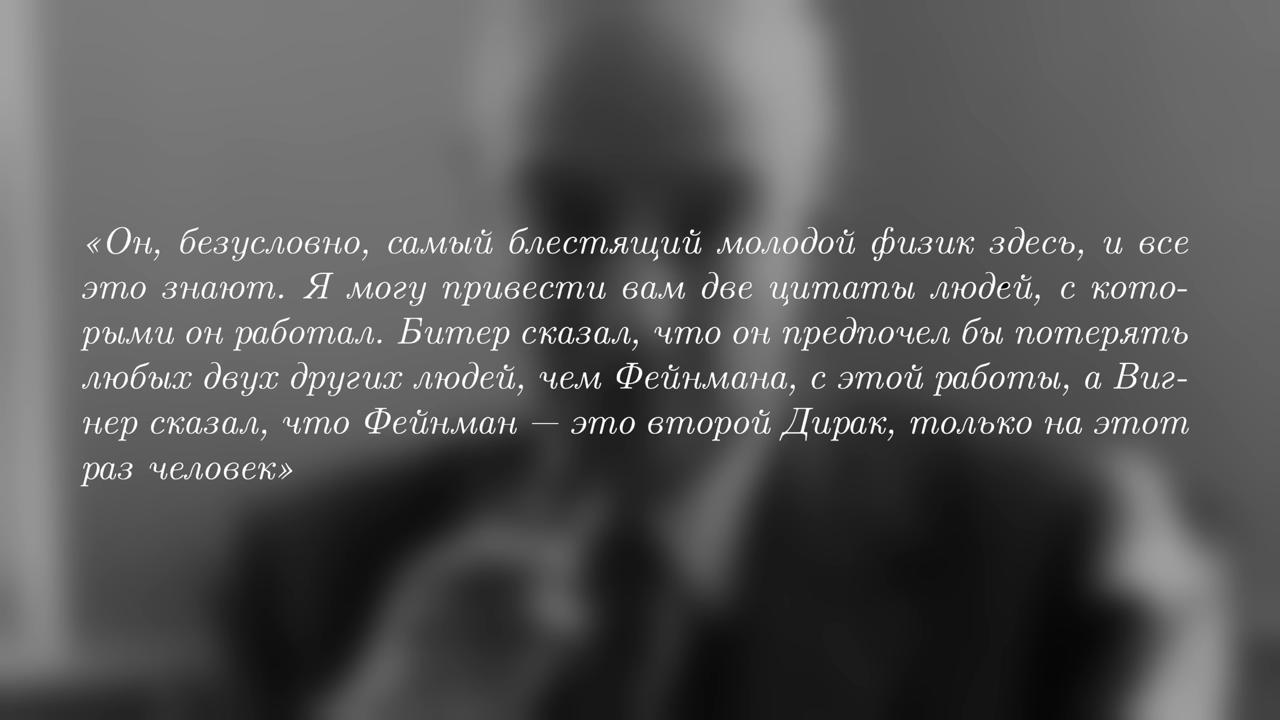 «Он, безусловно, самый блестящий молодой физик здесь, и все
это знают. Я могу привести вам две цитаты людей, с кото-
рыми он работал. Битер сказал, что он предпочел бы потерять
любых двух других людей, чем Фейнмана, с этой работы, а Виг-
нер сказал, что Фейнман — это второй Дирак, только на этот
раз человек»